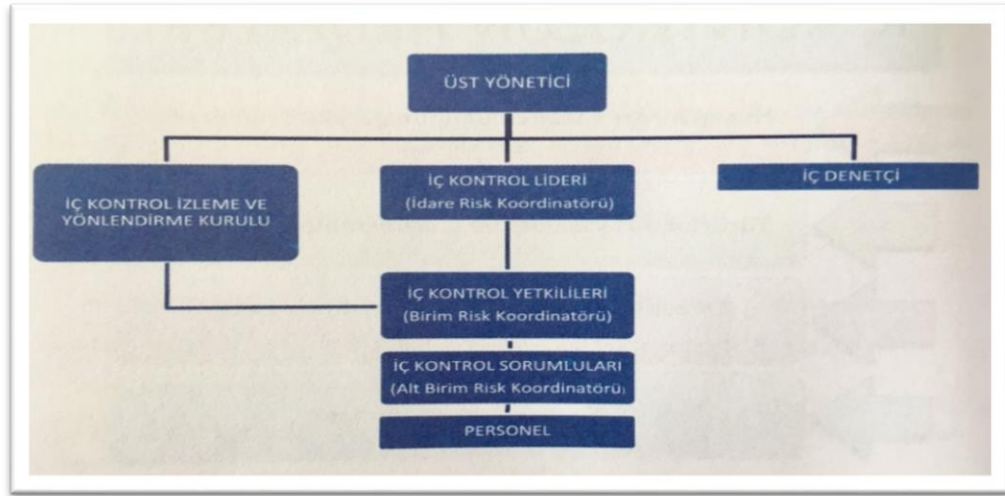 ÜST YÖNETİCİ
İÇ KONTROL İZLEME VE
YÖNLENDİRME KURULU
İÇ KONTROL LİDERİ
(İdare Risk Koordinatörü)
İÇ DENETÇİ
İÇ KONTROL YETKİLİLERİ
(Birim Risk Koordinatörü)
İÇ KONTROL SORUMLULARI
(Alt Birim Risk Koordinatörü)
PERSONEL